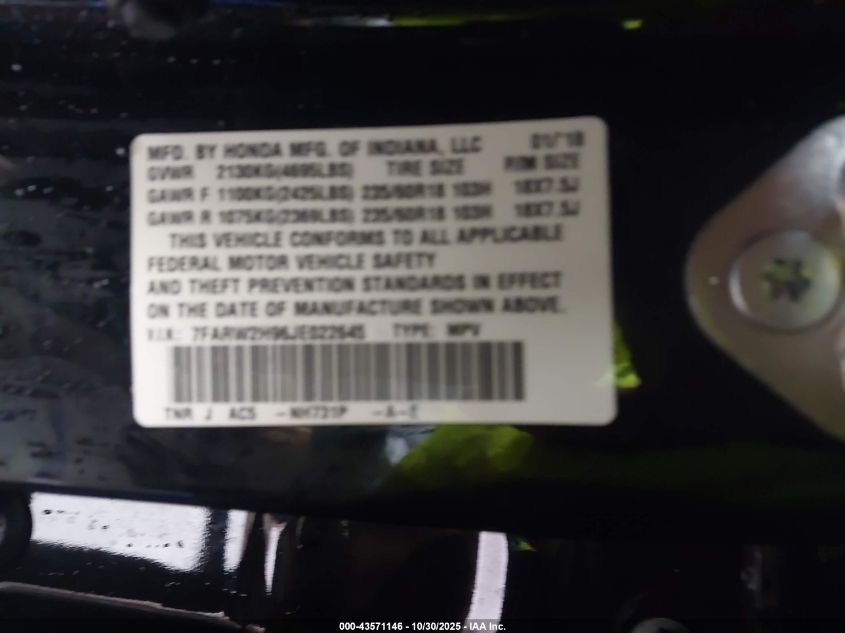 MFD. BY HONDA MFG. OF INDIANA, LLC 01/18
GVWR 2130KG(4695LBS) TIRE SIZE RIM SIZE
GAWR F 1100KG(2425LBS) 235/60R18 103H 18X7.5J
GAWR R 1075KG(2369LBS) 235/60R18 103H 18X7.5J
THIS VEHICLE CONFORMS TO ALL APPLICABLE
FEDERAL MOTOR VEHICLE SAFETY
AND THEFT PREVENTION STANDARDS IN EFFECT
ON THE DATE OF MANUFACTURE SHOWN ABOVE.
V.I.N.: 7FARW2H96JE022645 TYPE: MPV
TNR J AC5 -NH731P -A-E
000-43571146 - 10/30/2025 - IAA Inc.